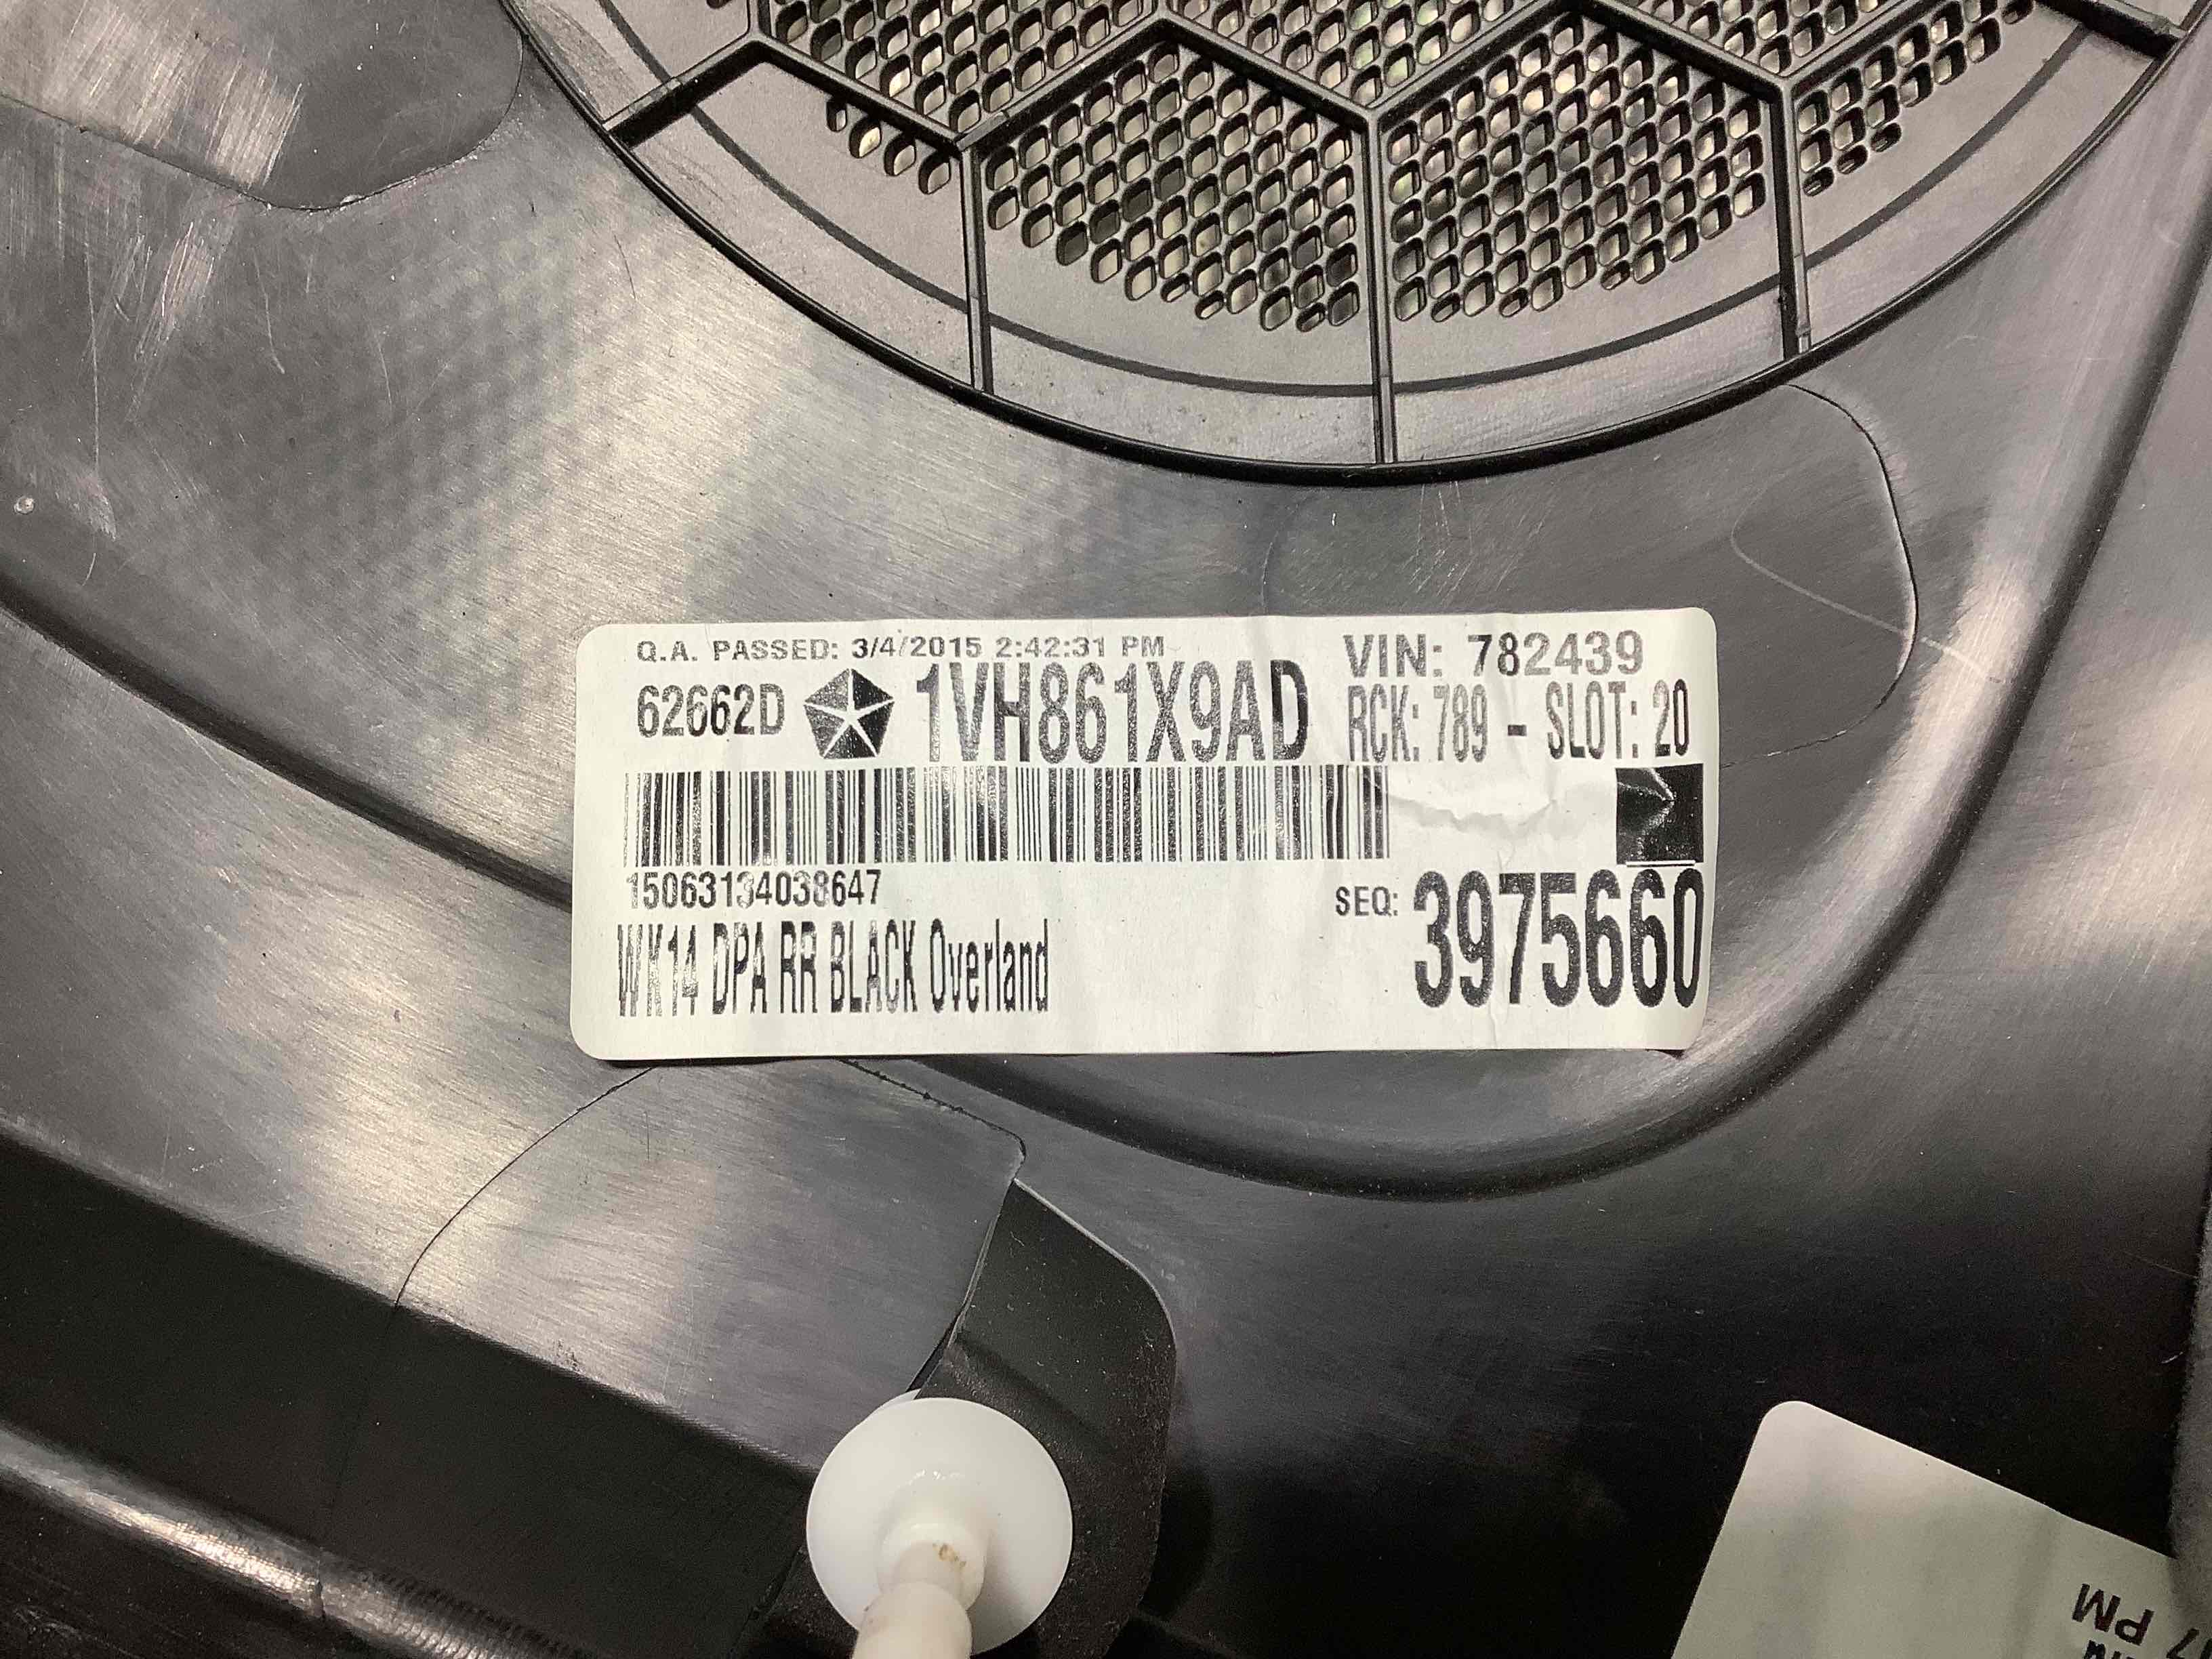 Q.A. PASSED: 3/4/2015 2:42:31 PM
VIN: 782439
62662D 1VH861X9AD
RCK: 789 - SLOT: 20
15063134038647
SEQ: 3975660
WK14 DPA RR BLACK Overland
PM